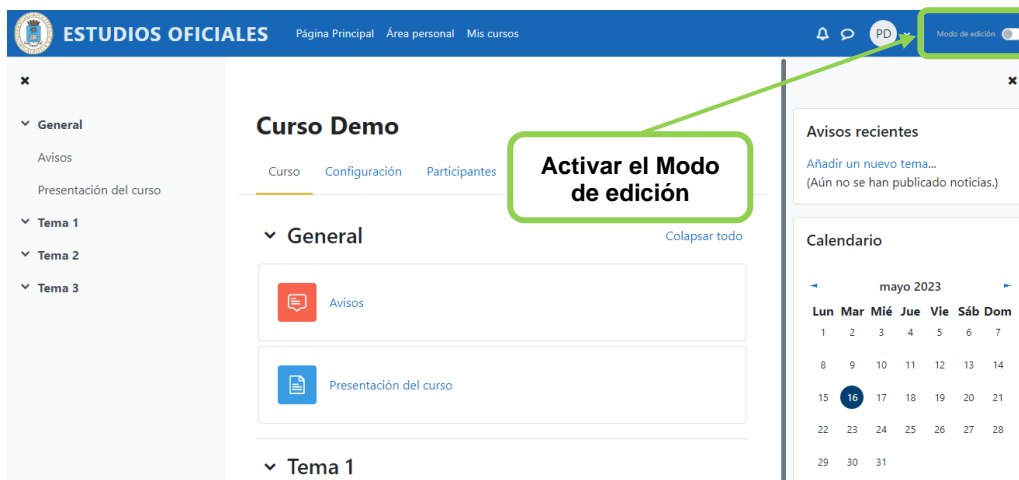 ESTUDIOS OFICIALES
Página Principal Área personal Mis cursos
PD
Modo de edición
General
Avisos
Presentación del curso
Tema 1
Tema 2
Tema 3
Curso Demo
Curso Configuración Participantes
Activar el Modo
de edición
General
Colapsar todo
Avisos
Presentación del curso
Tema 1
Avisos recientes
Añadir un nuevo tema...
(Aún no se han publicado noticias.)
Calendario
mayo 2023
Lun Mar Mié Jue Vie Sáb Dom
1 2 3 4 5 6 7
8 9 10 11 12 13 14
15 16 17 18 19 20 21
22 23 24 25 26 27 28
29 30 31